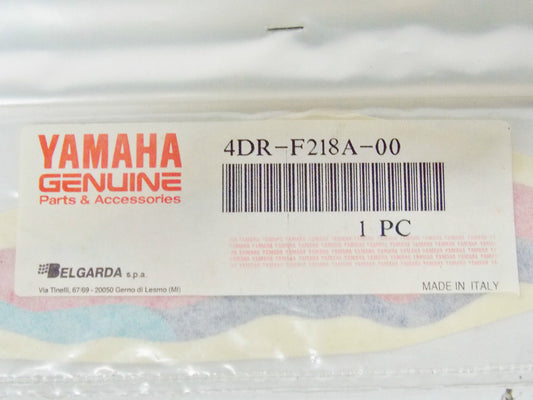 YAMAHA
GENUINE
Parts & Accessories
4DR-F218A-00
1 PC
BELGARDA s.p.a.
Via Tinelli, 67/69 - 20050 Gerno di Lesmo (MI)
MADE IN ITALY